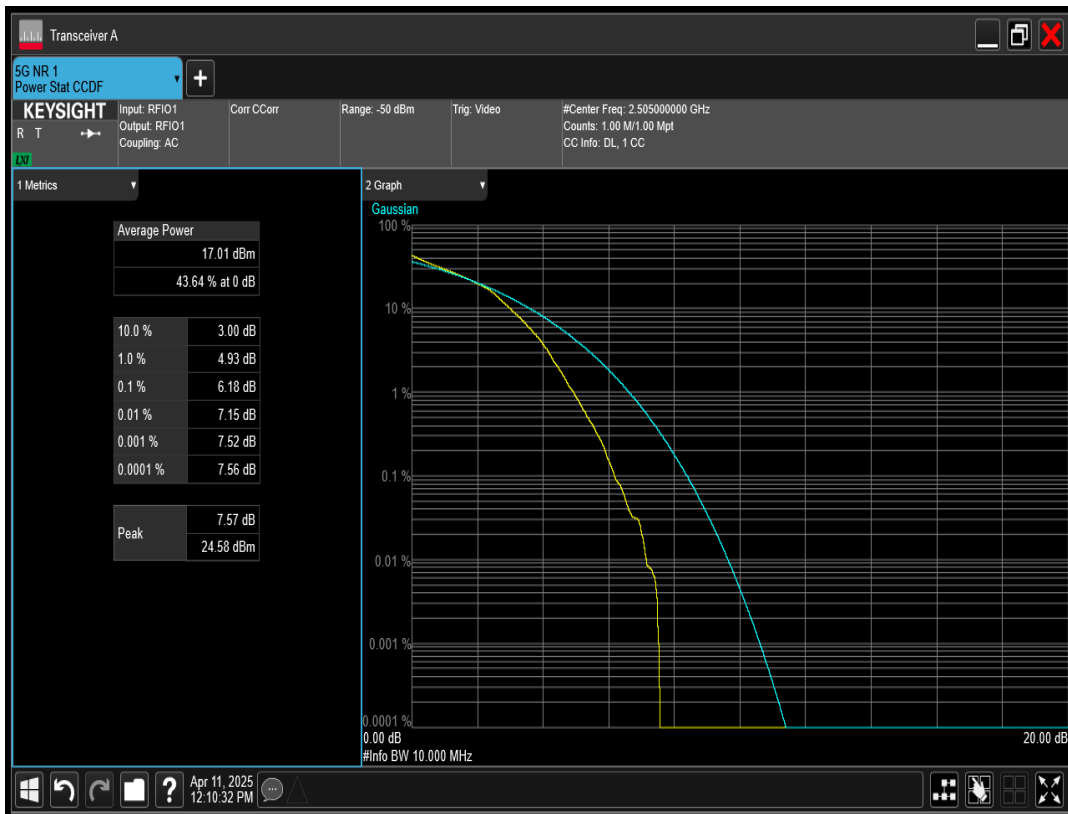 Transceiver A
5G NR 1
Power Stat CCDF
+
KEYSIGHT
R T
LXI
Input: RFIO1
Output: RFIO1
Coupling: AC
Corr CCorr
Range: -50 dBm
Trig: Video
#Center Freq: 2.505000000 GHz
Counts: 1.00 M/1.00 Mpt
CC Info: DL, 1 CC
1 Metrics
Average Power
17.01 dBm
43.64 % at 0 dB
10.0 % 3.00 dB
1.0 % 4.93 dB
0.1 % 6.18 dB
0.01 % 7.15 dB
0.001 % 7.52 dB
0.0001 % 7.56 dB
Peak 7.57 dB
24.58 dBm
2 Graph
Gaussian
100 %
10 %
1 %
0.1 %
0.01 %
0.001 %
0.0001 %
0.00 dB 20.00 dB
#Info BW 10.000 MHz
? Apr 11, 2025
12:10:32 PM